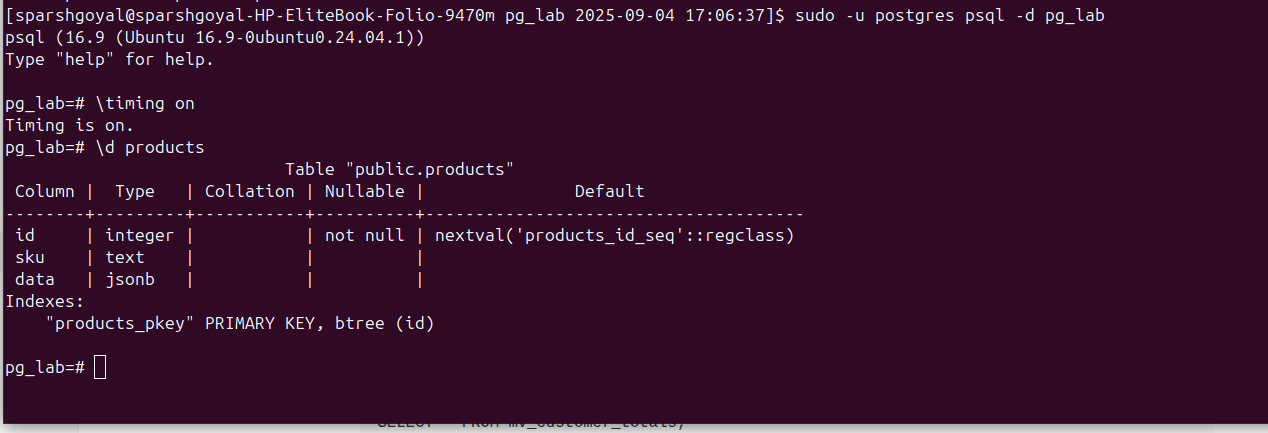 [sparshgoyal@sparshgoyal-HP-EliteBook-Folio-9470m pg_lab 2025-09-04 17:06:37]$ sudo -u postgres psql -d pg_lab
psql (16.9 (Ubuntu 16.9-0ubuntu0.24.04.1))
Type "help" for help.

pg_lab=# \timing on
Timing is on.
pg_lab=# \d products
                            Table "public.products"
 Column |  Type   | Collation | Nullable |               Default
--------+---------+-----------+----------+--------------------------------------
 id     | integer |           | not null | nextval('products_id_seq'::regclass)
 sku    | text    |           |          |
 data   | jsonb   |           |          |
Indexes:
    "products_pkey" PRIMARY KEY, btree (id)

pg_lab=#